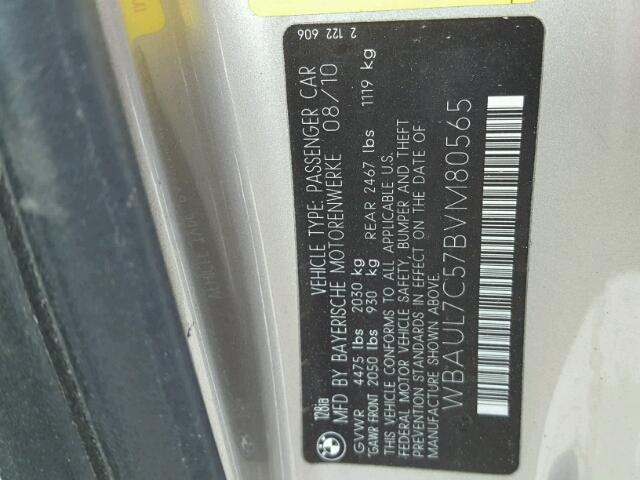 2 122 606
VEHICLE TYPE: PASSENGER CAR
128ia MFD BY BAYERISCHE MOTORENWERKE 08/10
GVWR 4475 lbs 2030 kg
*GAWR FRONT 2050 lbs 930 kg REAR 2467 lbs 1119 kg
THIS VEHICLE CONFORMS TO ALL APPLICABLE U.S.
FEDERAL MOTOR VEHICLE SAFETY, BUMPER AND THEFT
PREVENTION STANDARDS IN EFFECT ON THE DATE OF
MANUFACTURE SHOWN ABOVE.
WBAUL7C57BVM80565